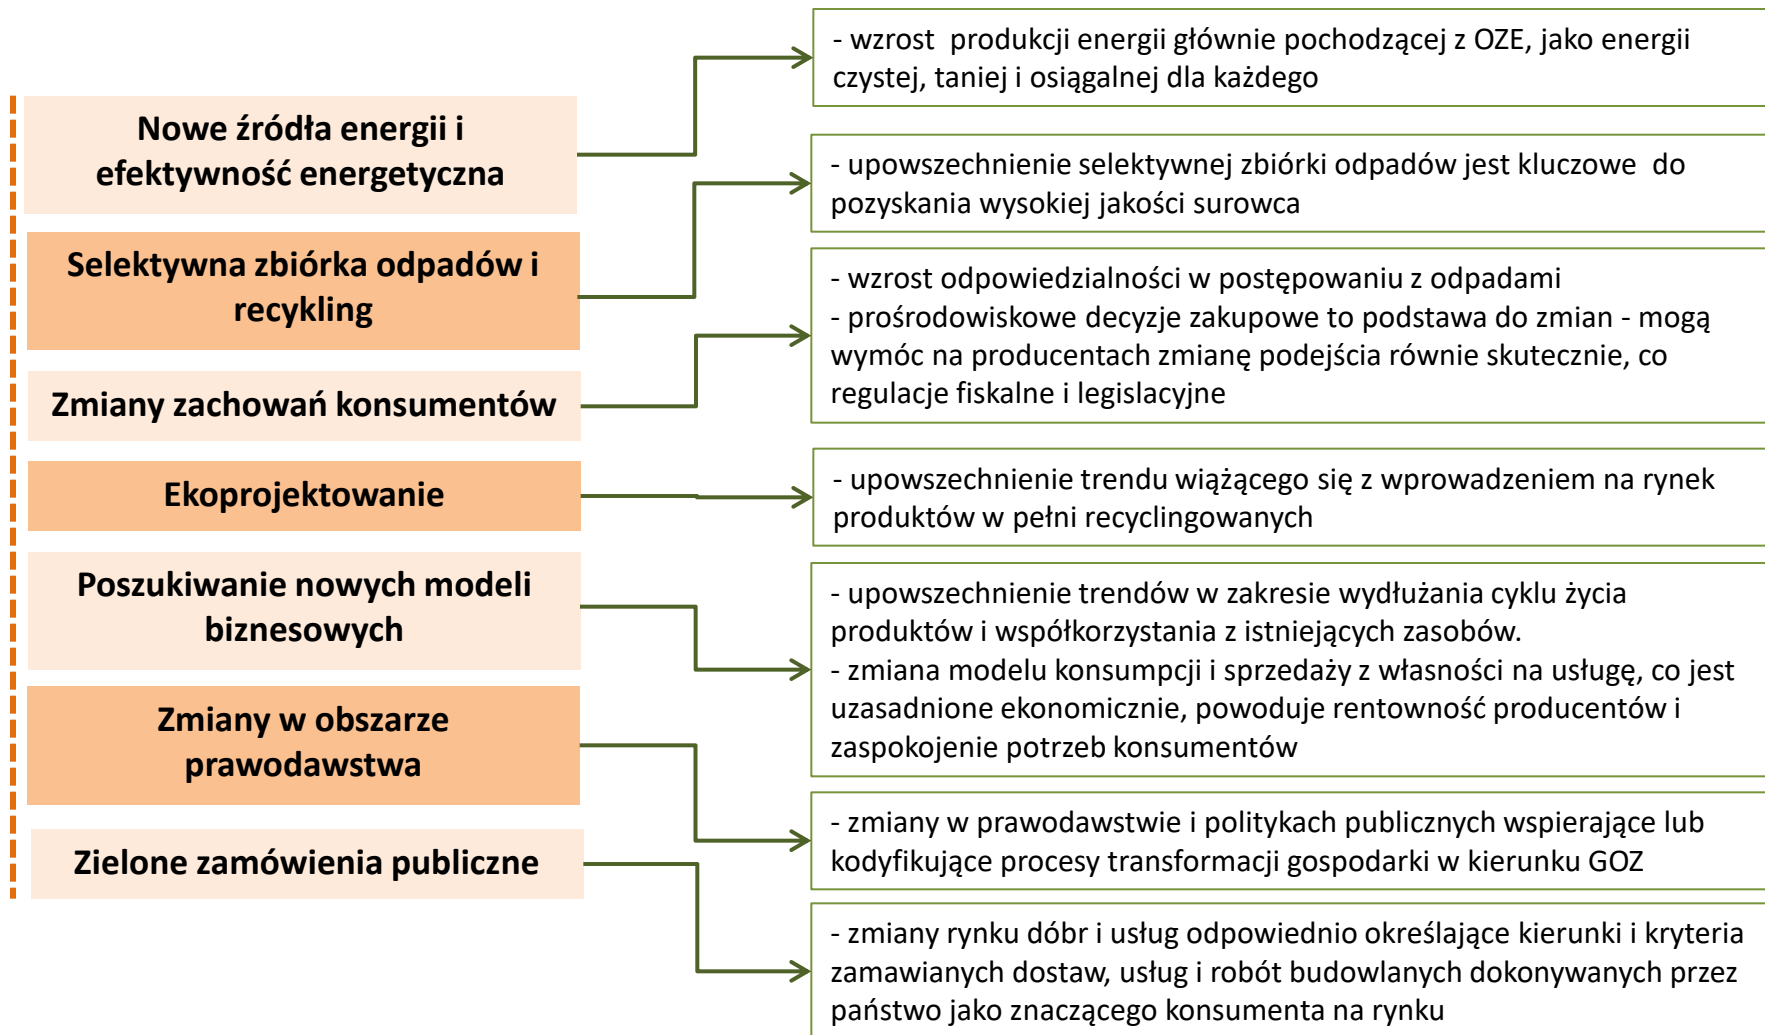 Nowe źródła energii i
efektywność energetyczna
- wzrost  produkcji energii głównie pochodzącej z OZE, jako energii
czystej, taniej i osiągalnej dla każdego
Selektywna zbiórka odpadów i
recykling
- upowszechnienie selektywnej zbiórki odpadów jest kluczowe  do
pozyskania wysokiej jakości surowca
Zmiany zachowań konsumentów
- wzrost odpowiedzialności w postępowaniu z odpadami
- prośrodowiskowe decyzje zakupowe to podstawa do zmian - mogą
wymóc na producentach zmianę podejścia równie skutecznie, co
regulacje fiskalne i legislacyjne
Ekoprojektowanie
- upowszechnienie trendu wiążącego się z wprowadzeniem na rynek
produktów w pełni recyclingowanych
Poszukiwanie nowych modeli
biznesowych
- upowszechnienie trendów w zakresie wydłużania cyklu życia
produktów i współkorzystania z istniejących zasobów.
- zmiana modelu konsumpcji i sprzedaży z własności na usługę, co jest
uzasadnione ekonomicznie, powoduje rentowność producentów i
zaspokojenie potrzeb konsumentów
Zmiany w obszarze
prawodawstwa
- zmiany w prawodawstwie i politykach publicznych wspierające lub
kodyfikujące procesy transformacji gospodarki w kierunku GOZ
Zielone zamówienia publiczne
- zmiany rynku dóbr i usług odpowiednio określające kierunki i kryteria
zamawianych dostaw, usług i robót budowlanych dokonywanych przez
państwo jako znaczącego konsumenta na rynku